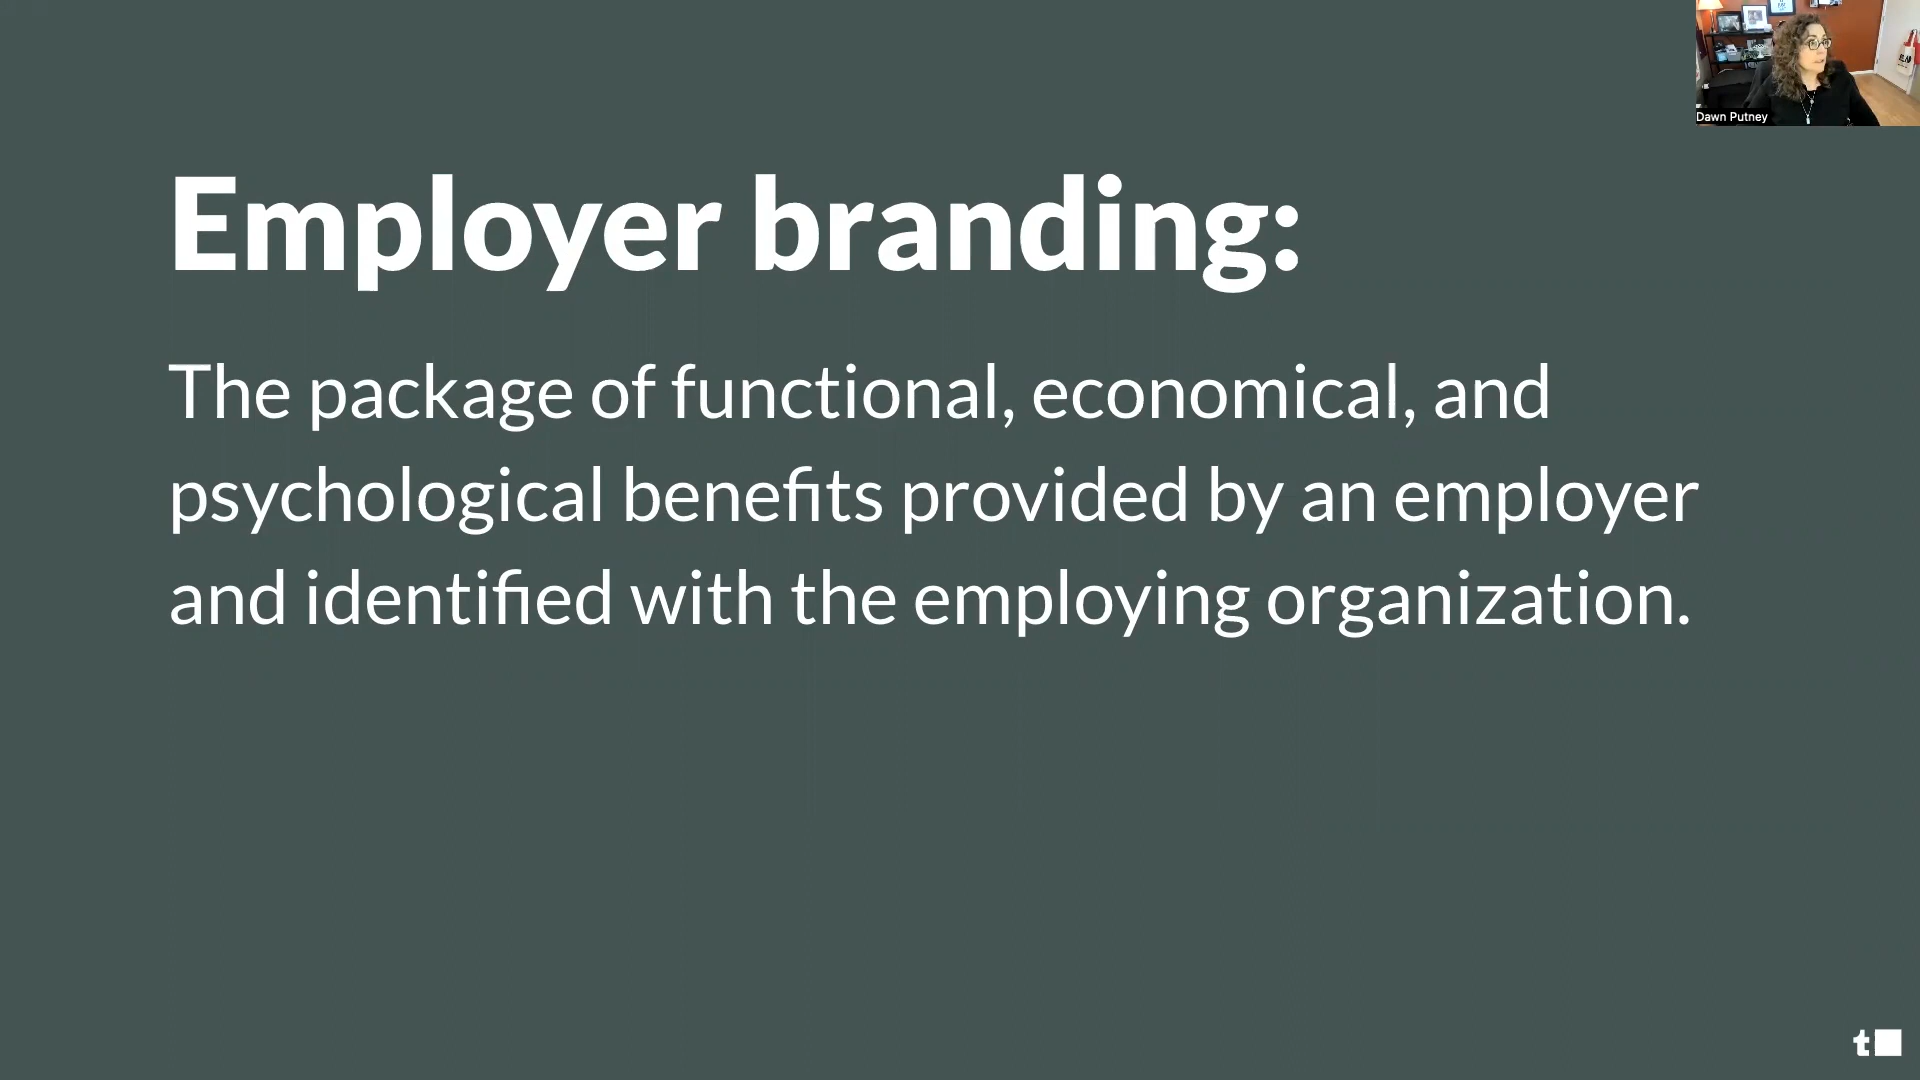 Dawn Putney
Employer branding:
The package of functional, economical, and
psychological benefits provided by an employer
and identified with the employing organization.
t